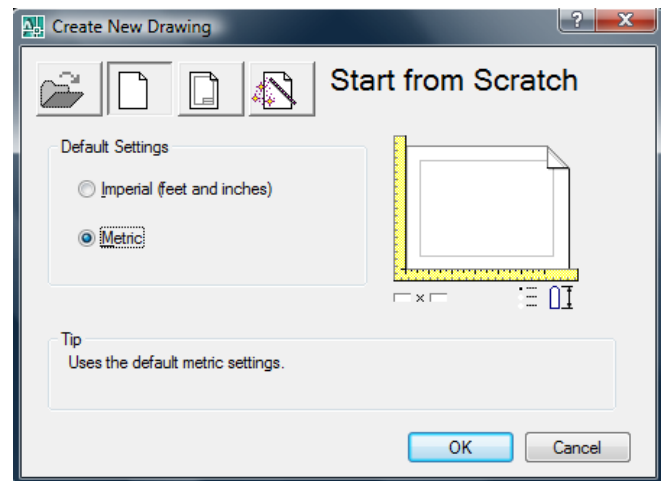 Create New Drawing
Start from Scratch
Default Settings
Imperial (feet and inches)
Metric
Tip
Uses the default metric settings.
OK
Cancel